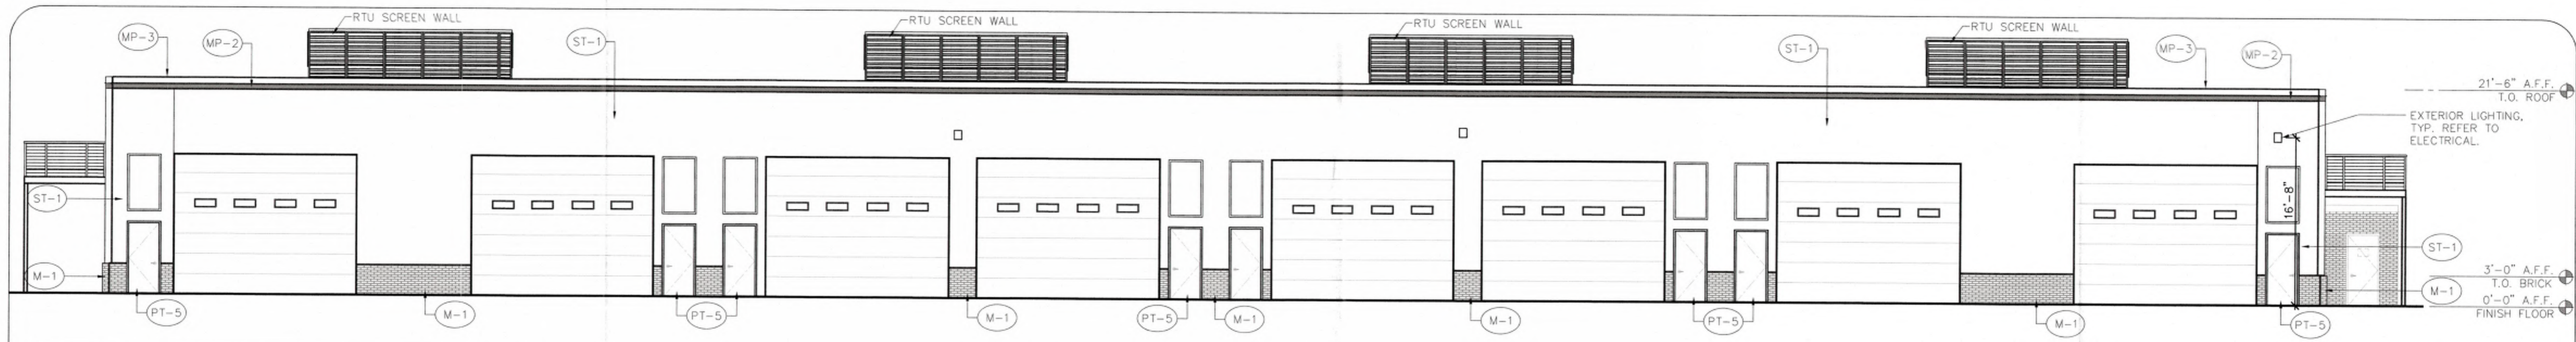 RTU SCREEN WALL
RTU SCREEN WALL
RTU SCREEN WALL
RTU SCREEN WALL
MP-3
MP-2
ST-1
ST-1
MP-3
MP-2
21'-6" A.F.F.
T.O. ROOF
EXTERIOR LIGHTING,
TYP. REFER TO
ELECTRICAL.
16'-8"
ST-1
ST-1
M-1
3'-0" A.F.F.
T.O. BRICK
M-1
0'-0" A.F.F.
FINISH FLOOR
PT-5
M-1
PT-5
M-1
PT-5
M-1
M-1
PT-5
M-1
PT-5